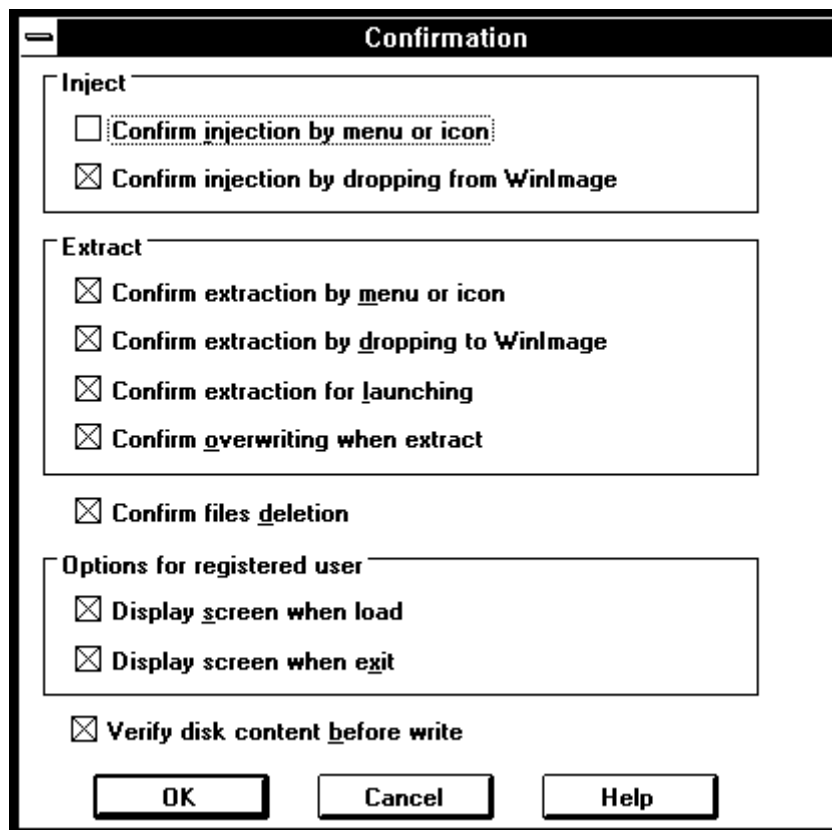 Confirmation
Inject
Confirm injection by menu or icon
Confirm injection by dropping from WinImage
Extract
Confirm extraction by menu or icon
Confirm extraction by dropping to WinImage
Confirm extraction for launching
Confirm overwriting when extract
Confirm files deletion
Options for registered user
Display screen when load
Display screen when exit
Verify disk content before write
OK Cancel Help